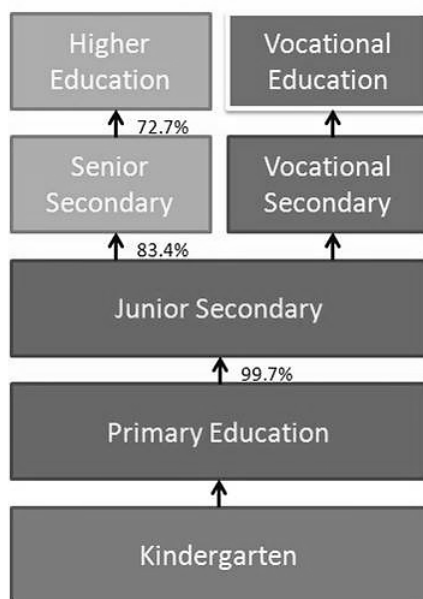 Higher
Education
Vocational
Education
72.7%
Senior
Secondary
Vocational
Secondary
83.4%
Junior Secondary
99.7%
Primary Education
Kindergarten